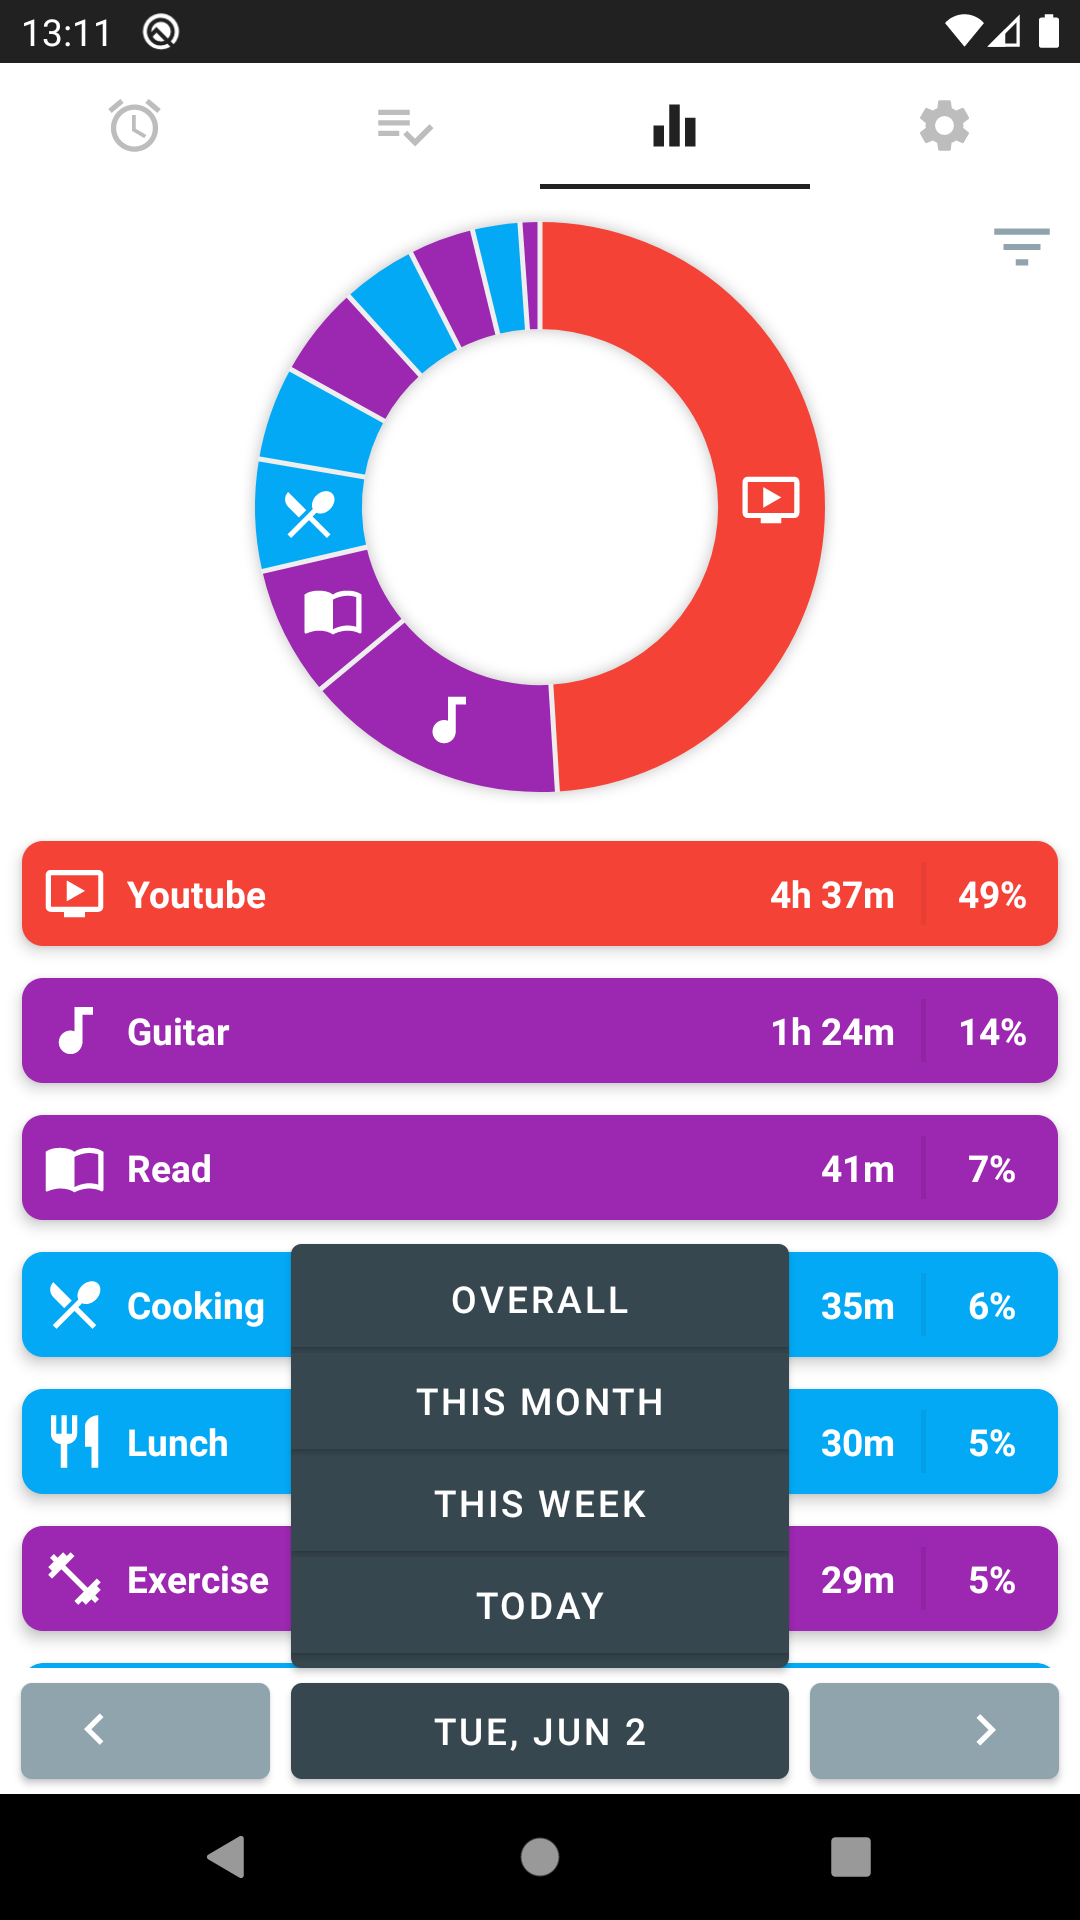 13:11
Youtube 4h 37m 49%
Guitar 1h 24m 14%
Read 41m 7%
Cooking 35m 6%
Lunch 30m 5%
Exercise 29m 5%
OVERALL
THIS MONTH
THIS WEEK
TODAY
TUE, JUN 2